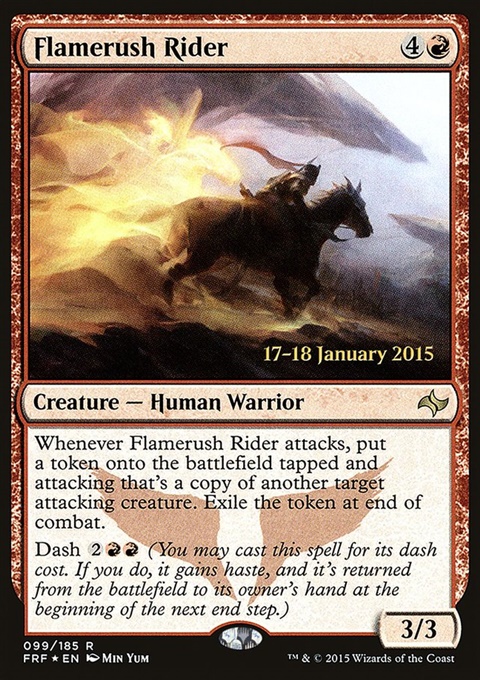 Flamerush Rider 4
17–18 January 2015
Creature — Human Warrior
Whenever Flamerush Rider attacks, put
a token onto the battlefield tapped and
attacking that's a copy of another target
attacking creature. Exile the token at end of
combat.
Dash 2 (You may cast this spell for its dash
cost. If you do, it gains haste, and it's returned
from the battlefield to its owner's hand at the
beginning of the next end step.)
3/3
099/185 R
FRF ★ EN Min Yum
™ & © 2015 Wizards of the Coast